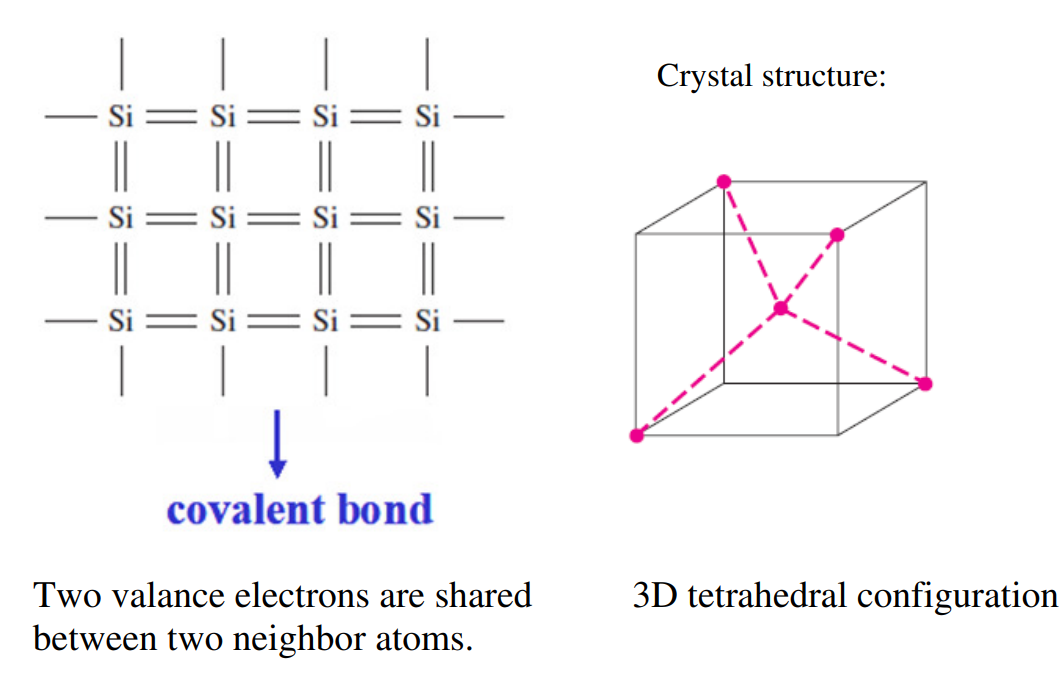 Crystal structure:
Si Si Si Si
Si Si Si Si
Si Si Si Si
covalent bond
Two valance electrons are shared
between two neighbor atoms.
3D tetrahedral configuration